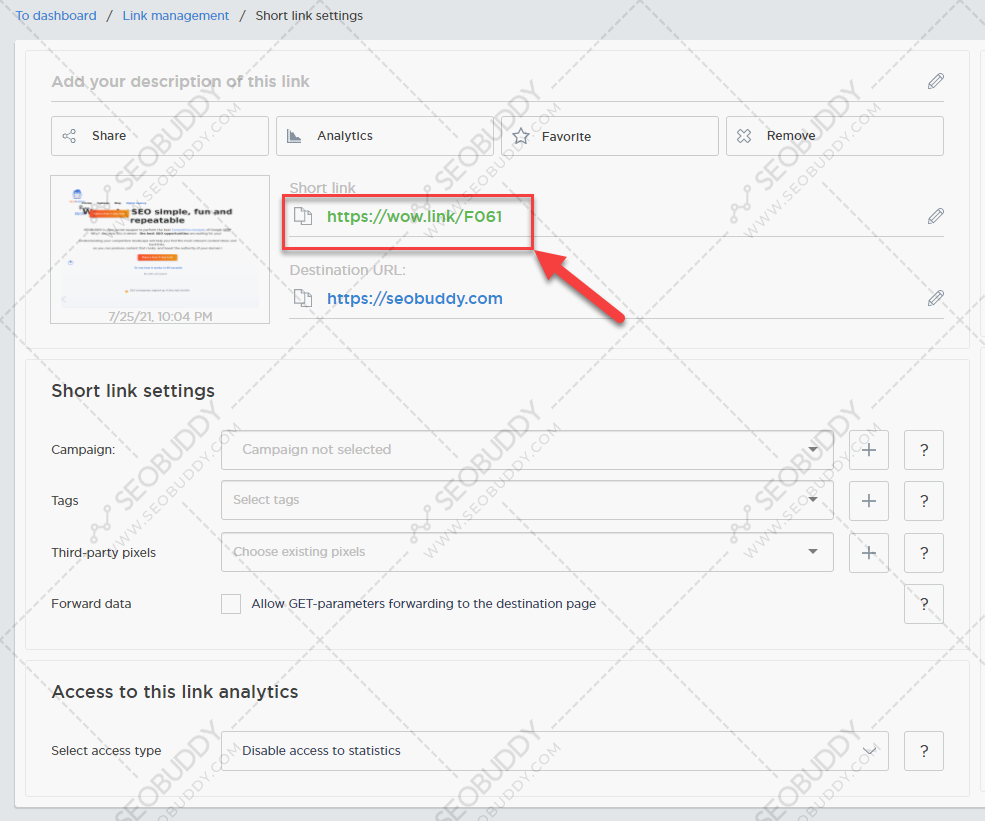 To dashboard / Link management / Short link settings
Add your description of this link
Share
Analytics
Favorite
Remove
Short link
https://wow.link/F061
SEO simple, fun and
repeatable
Destination URL:
https://seobuddy.com
7/25/21, 10:04 PM
Short link settings
Campaign: Campaign not selected + ?
Tags Select tags + ?
Third-party pixels Choose existing pixels + ?
Forward data Allow GET-parameters forwarding to the destination page ?
Access to this link analytics
Select access type Disable access to statistics ?
SEOBUDDY
WWW.SEOBUDDY.COM